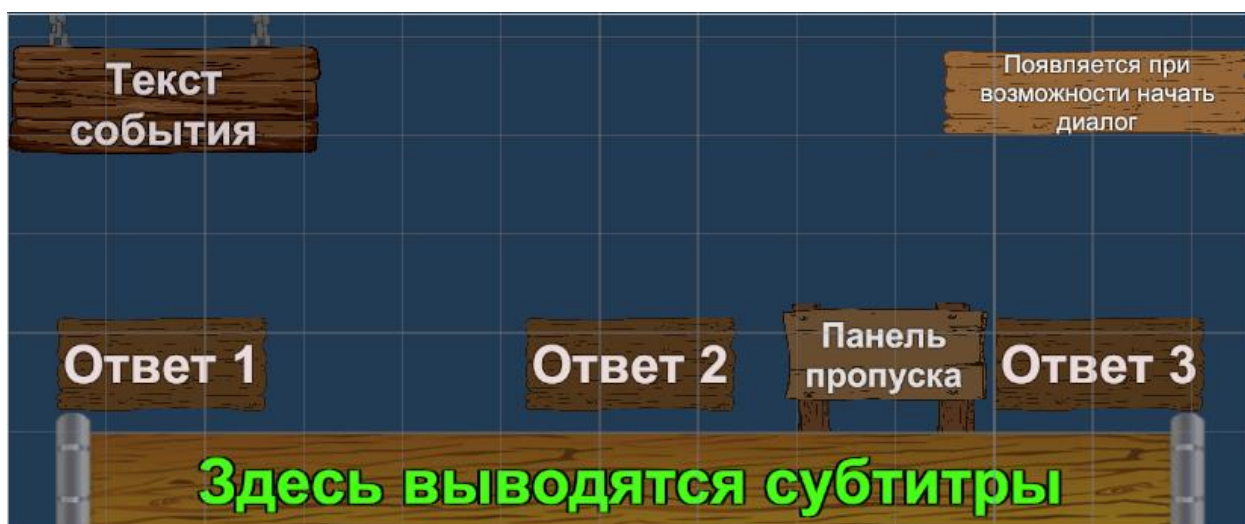 Текст
события
Появляется при
возможности начать
диалог
Ответ 1
Ответ 2
Панель
пропуска
Ответ 3
Здесь выводятся субтитры